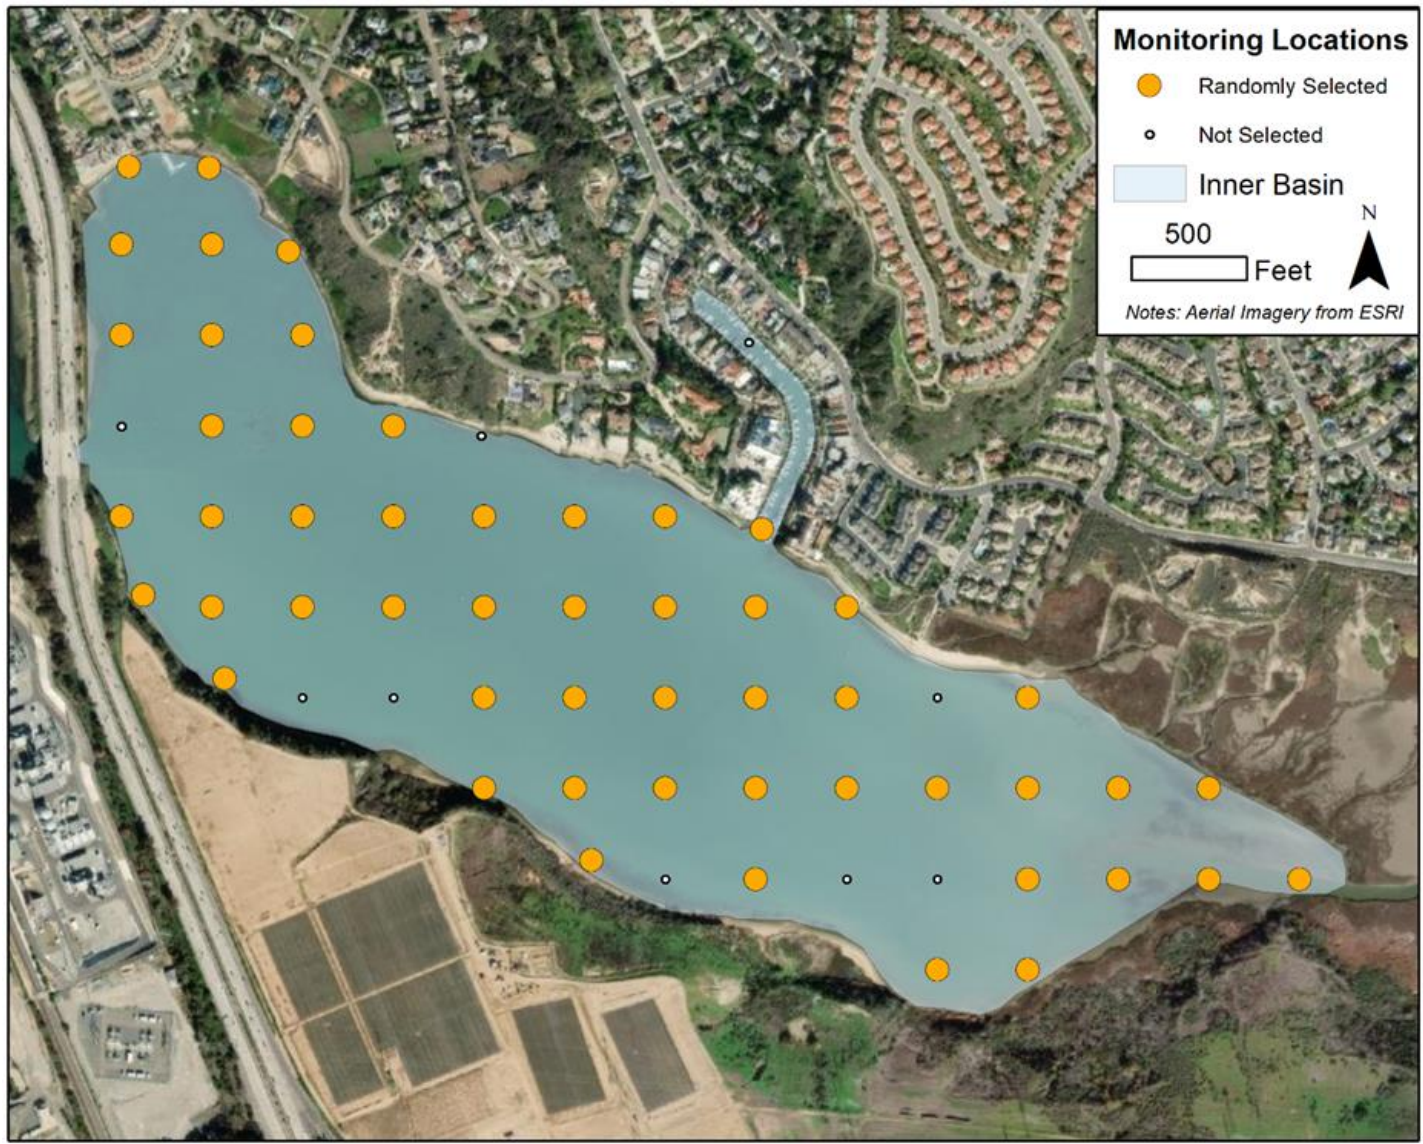 Monitoring Locations
Randomly Selected
Not Selected
Inner Basin
N
500
Feet
Notes: Aerial Imagery from ESRI